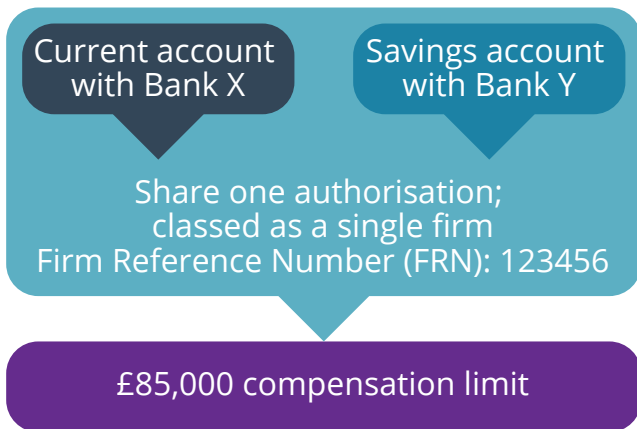 Current account
with Bank X
Savings account
with Bank Y
Share one authorisation;
classed as a single firm
Firm Reference Number (FRN): 123456
£85,000 compensation limit